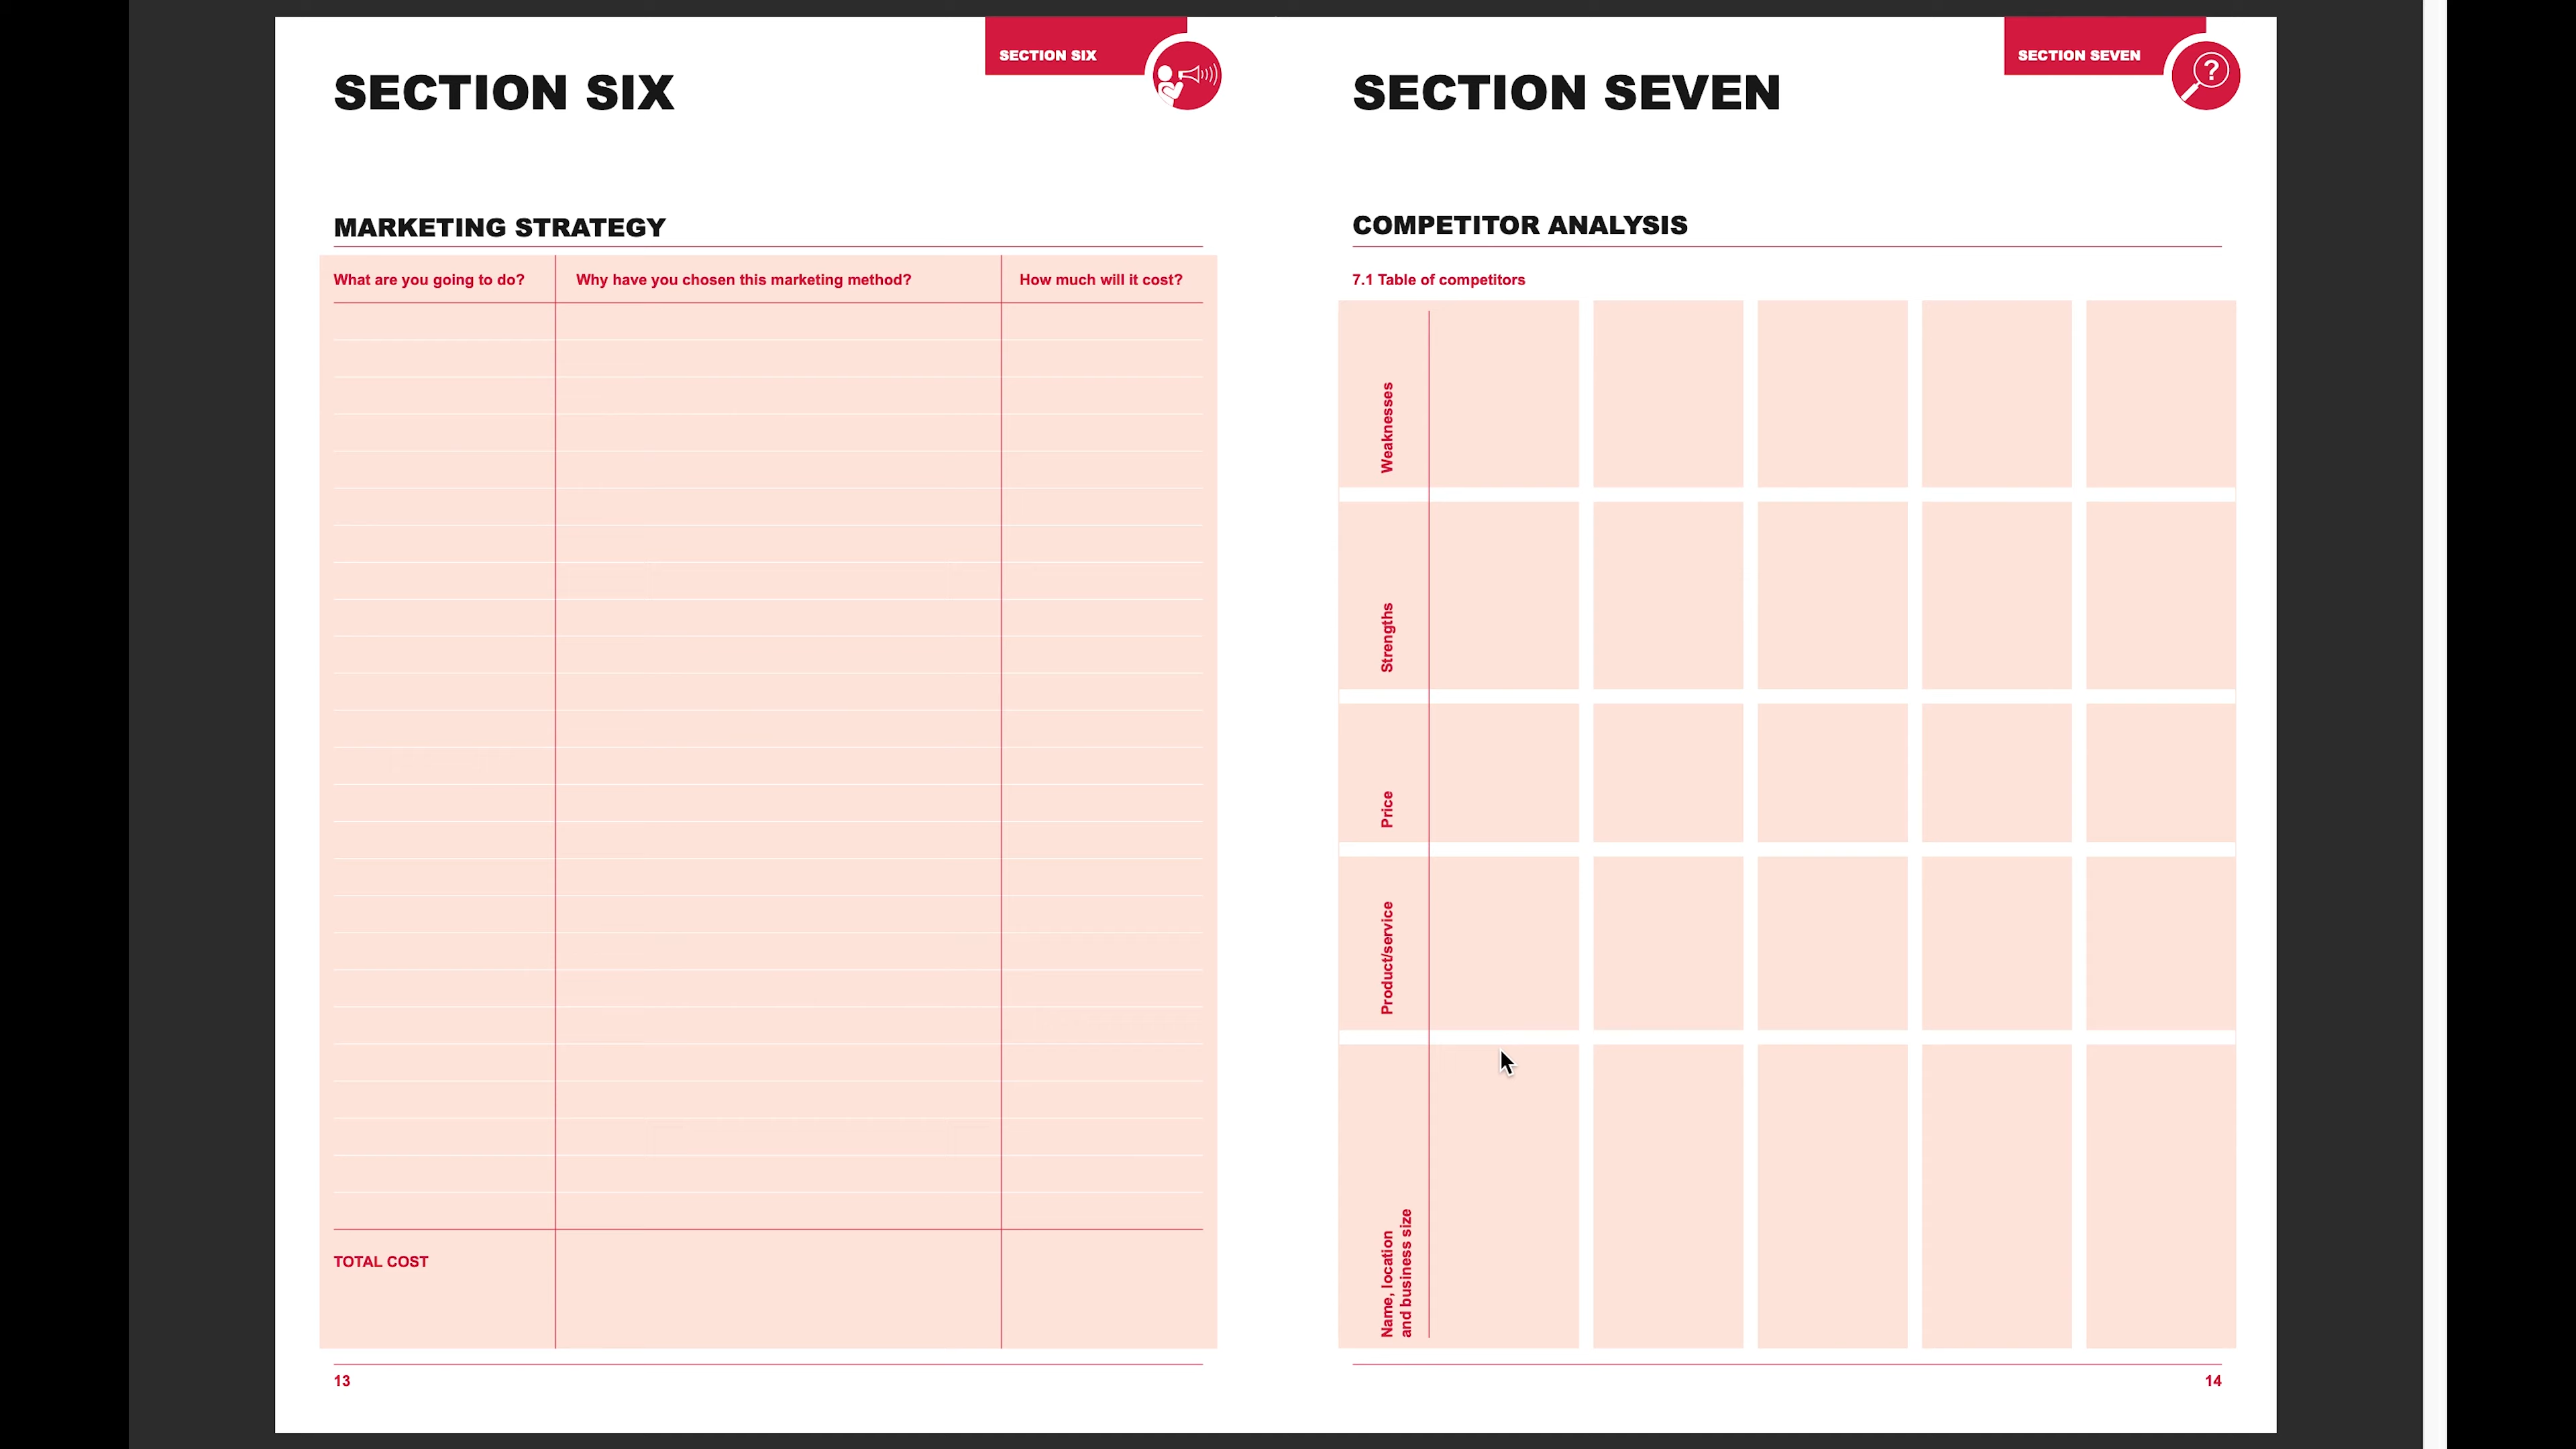 SECTION SIX
SECTION SIX
MARKETING STRATEGY
What are you going to do?
Why have you chosen this marketing method?
How much will it cost?
TOTAL COST
13
SECTION SEVEN
SECTION SEVEN
?
COMPETITOR ANALYSIS
7.1 Table of competitors
Weaknesses
Strengths
Price
Product/service
Name, location
and business size
14